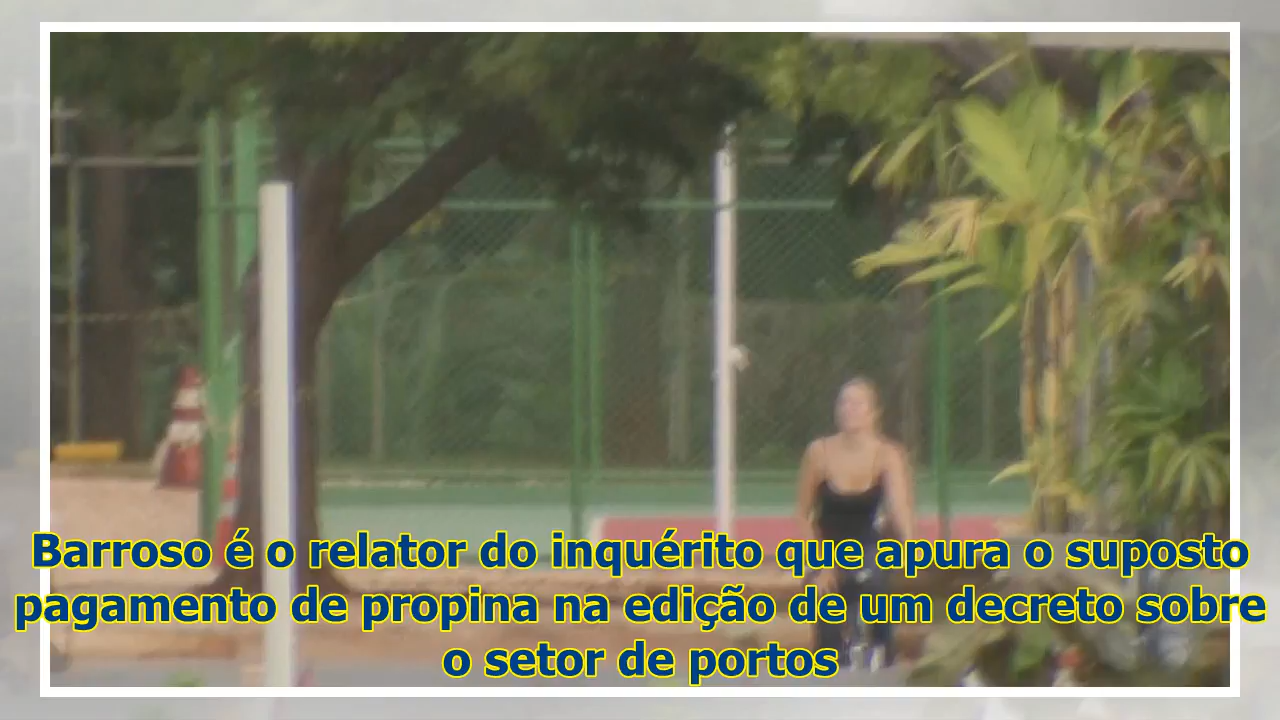 Barroso é o relator do inquérito que apura o suposto
pagamento de propina na edição de um decreto sobre
o setor de portos